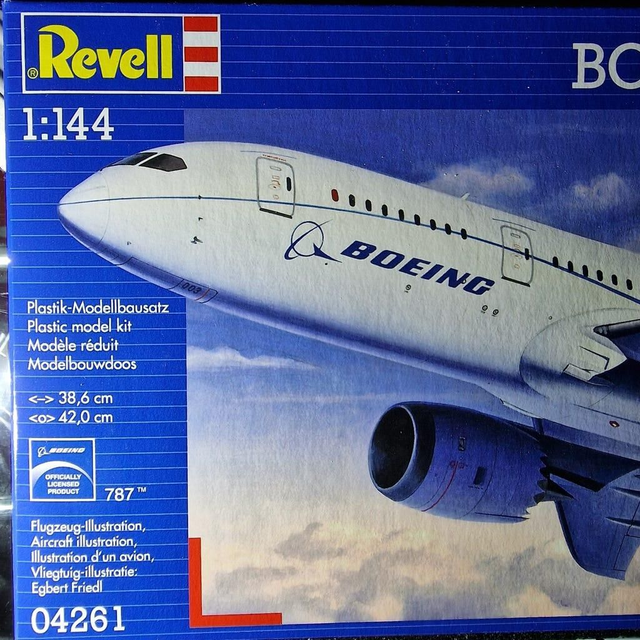 ® Revell
BO
1:144
BOEING
003
Plastik-Modellbausatz
Plastic model kit
Modèle réduit
Modelbouwdoos
<-> 38,6 cm
<o> 42,0 cm
BOEING
OFFICIALLY
LICENSED
PRODUCT
787™
Flugzeug-Illustration,
Aircraft illustration,
Illustration d'un avion,
Vliegtuig-illustratie:
Egbert Friedl
04261